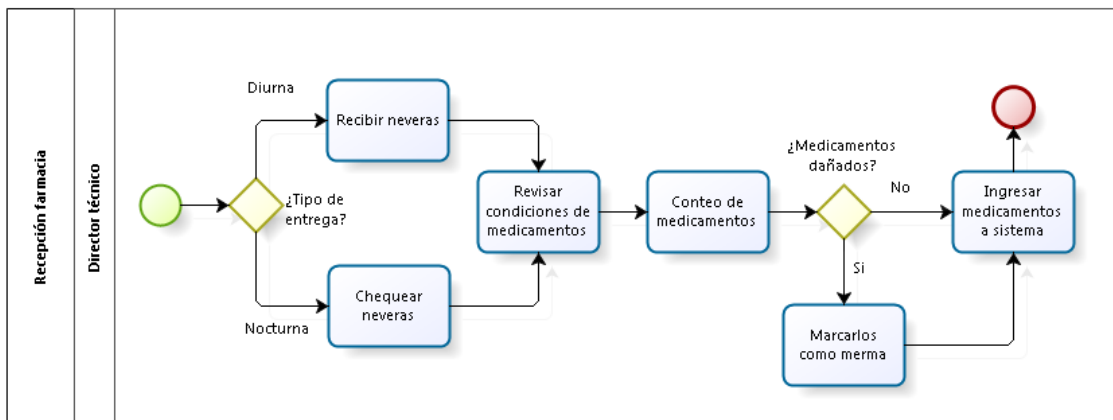 Recepción farmacia
Director técnico
Diurna
¿Tipo de
entrega?
Nocturna
Recibir neveras
Chequear
neveras
Revisar
condiciones de
medicamentos
Conteo de
medicamentos
¿Medicamentos
dañados?
No
Si
Marcarlos
como merma
Ingresar
medicamentos
a sistema